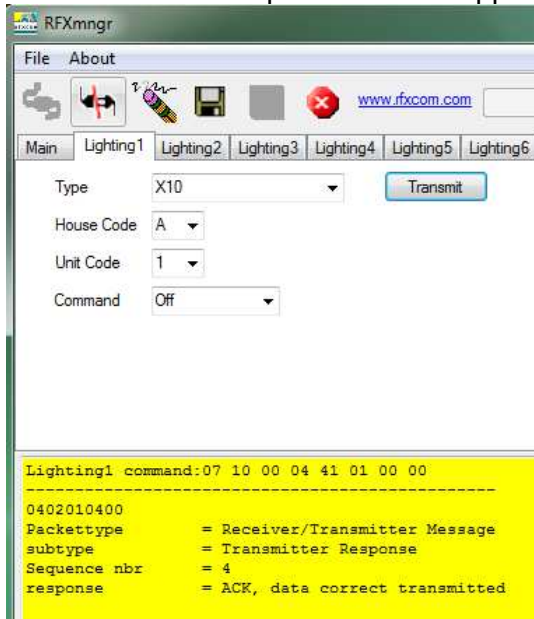 RFXmngr
File About
www.rfxcom.com
Main Lighting1 Lighting2 Lighting3 Lighting4 Lighting5 Lighting6
Type X10 Transmit
House Code A
Unit Code 1
Command Off
Lighting1 command:07 10 00 04 41 01 00 00
------------------------------------------------
0402010400
Packettype = Receiver/Transmitter Message
subtype = Transmitter Response
Sequence nbr = 4
response = ACK, data correct transmitted